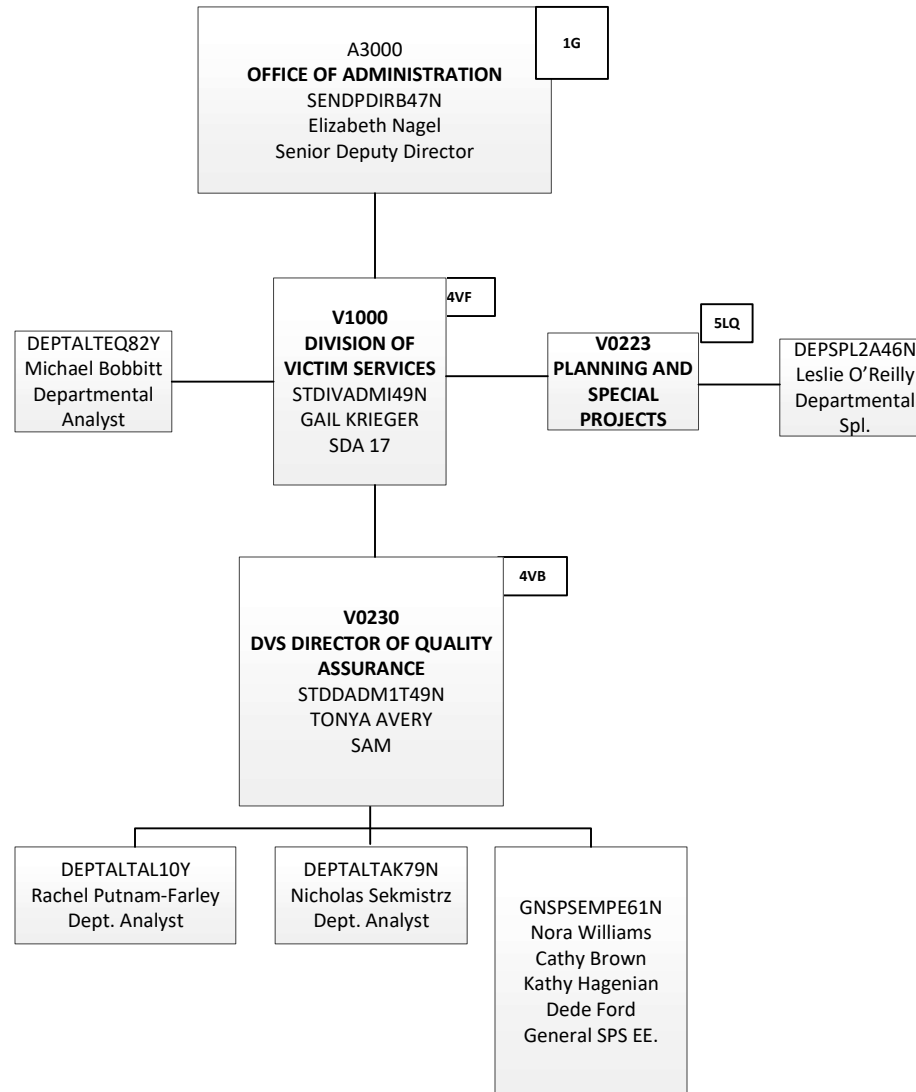 A3000
OFFICE OF ADMINISTRATION
SENDPDIRB47N
Elizabeth Nagel
Senior Deputy Director
1G
V1000
DIVISION OF
VICTIM SERVICES
STDIVADMI49N
GAIL KRIEGER
SDA 17
4VF
DEPTALTEQ82Y
Michael Bobbitt
Departmental
Analyst
V0223
PLANNING AND
SPECIAL
PROJECTS
5LQ
DEPSPL2A46N
Leslie O’Reilly
Departmental
Spl.
V0230
DVS DIRECTOR OF QUALITY
ASSURANCE
STDDADM1T49N
TONYA AVERY
SAM
4VB
DEPTALTAL10Y
Rachel Putnam-Farley
Dept. Analyst
DEPTALTAK79N
Nicholas Sekmistrz
Dept. Analyst
GNSPSEMPE61N
Nora Williams
Cathy Brown
Kathy Hagenian
Dede Ford
General SPS EE.